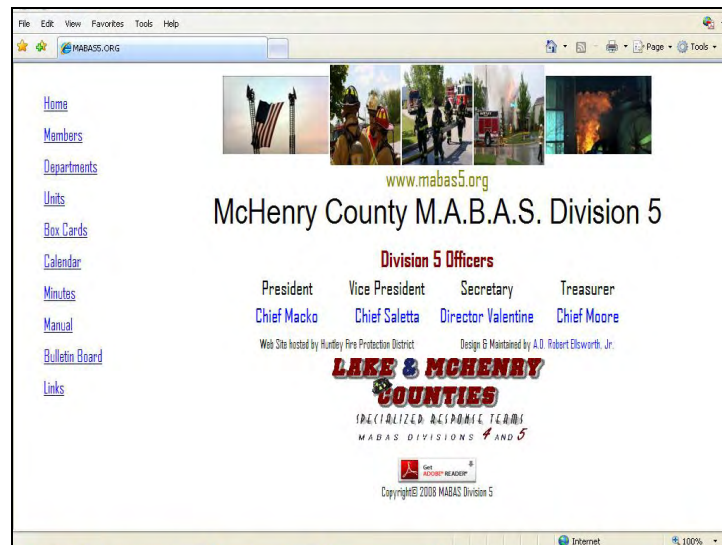 File Edit View Favorites Tools Help
MABAS5.ORG
Page Tools
Home
Members
Departments
Units
Box Cards
Calendar
Minutes
Manual
Bulletin Board
Links
www.mabas5.org
McHenry County M.A.B.A.S. Division 5
Division 5 Officers
President Vice President Secretary Treasurer
Chief Macko Chief Saletta Director Valentine Chief Moore
Web Site hosted by Huntley Fire Protection District Design & Maintained by A.D. Robert Ellsworth, Jr.
LAKE & MCHENRY
COUNTIES
SPECIALIZED RESPONSE TEAMS
MABAS DIVISIONS 4 AND 5
Get
ADOBE® READER®
Copyright© 2008 MABAS Division 5
Internet 100%